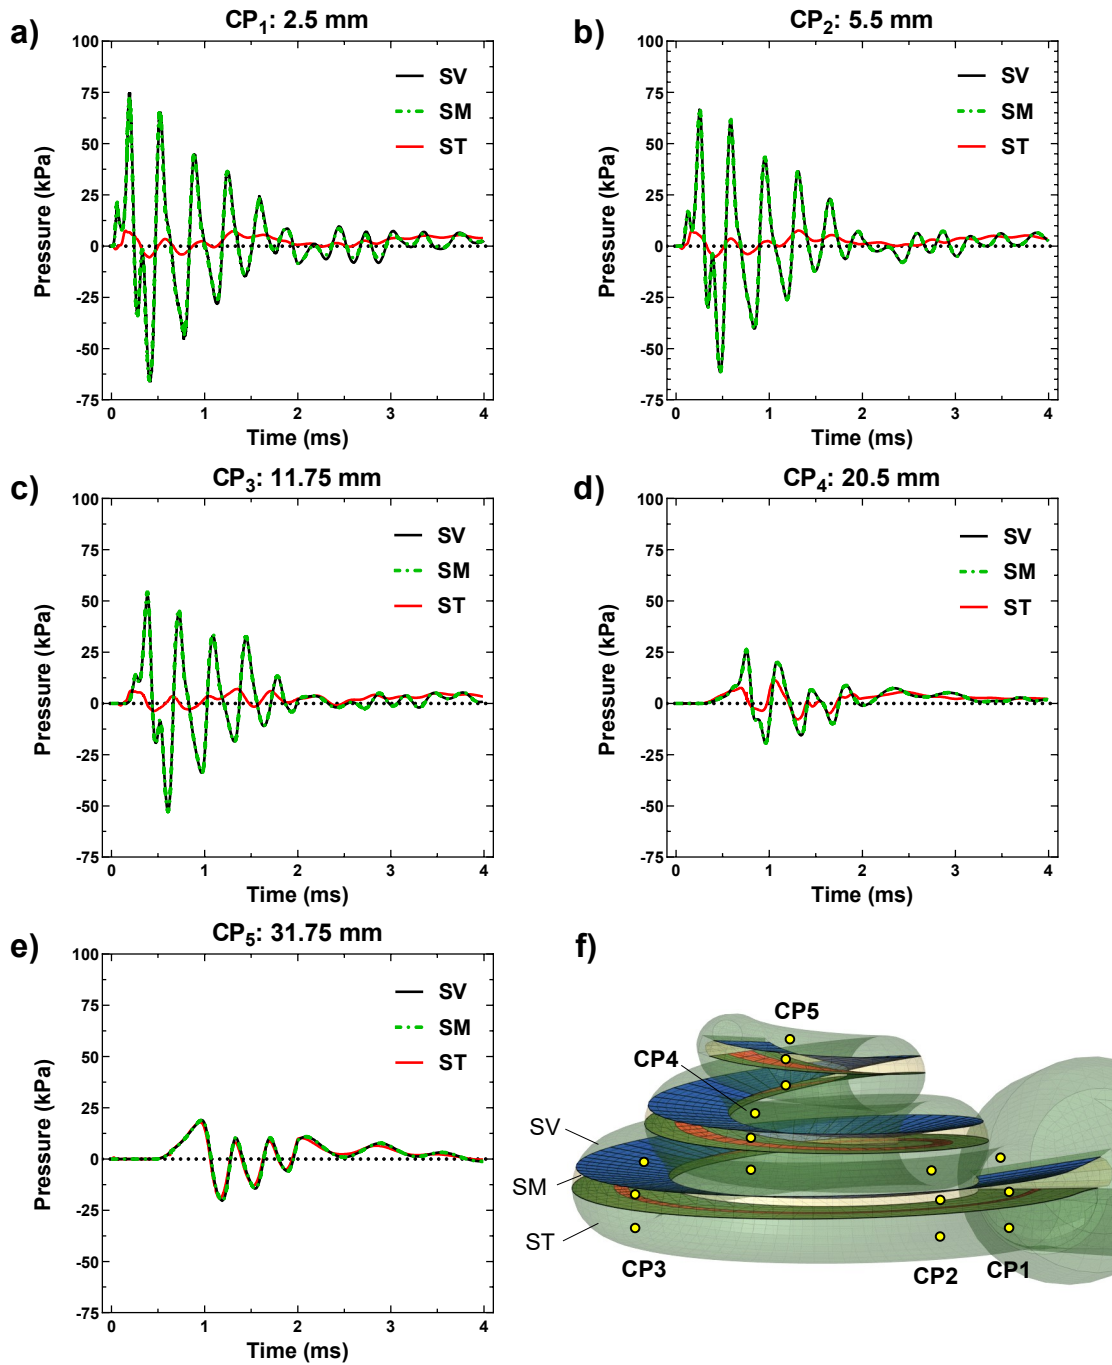 a)
CP1: 2.5 mm
Pressure (kPa)
100
75
50
25
0
-25
-50
-75
SV
SM
ST
0 1 2 3 4
Time (ms)
b)
CP2: 5.5 mm
Pressure (kPa)
100
75
50
25
0
-25
-50
-75
SV
SM
ST
0 1 2 3 4
Time (ms)
c)
CP3: 11.75 mm
Pressure (kPa)
100
75
50
25
0
-25
-50
-75
SV
SM
ST
0 1 2 3 4
Time (ms)
d)
CP4: 20.5 mm
Pressure (kPa)
100
75
50
25
0
-25
-50
-75
SV
SM
ST
0 1 2 3 4
Time (ms)
e)
CP5: 31.75 mm
Pressure (kPa)
100
75
50
25
0
-25
-50
-75
SV
SM
ST
0 1 2 3 4
Time (ms)
f)
CP5
CP4
SV
SM
ST
CP3
CP2
CP1